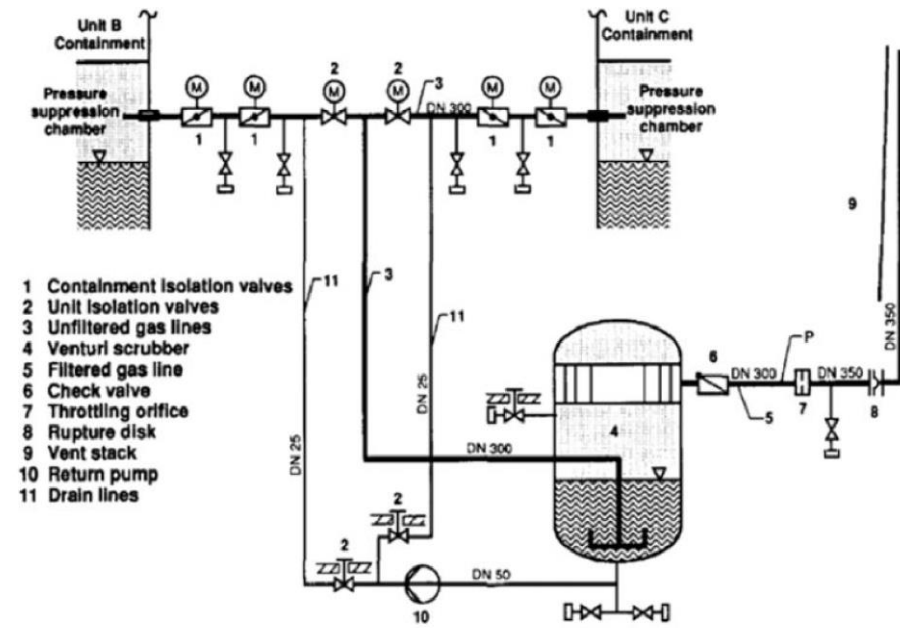 Unit B
Containment
Unit C
Containment
M
M
2
M
2
M
3
M
M
DN 300
Pressure
suppression
chamber
Pressure
suppression
chamber
1
1
1
1
9
1 Containment isolation valves
2 Unit isolation valves
3 Unfiltered gas lines
4 Venturi scrubber
5 Filtered gas line
6 Check valve
7 Throttling orifice
8 Rupture disk
9 Vent stack
10 Return pump
11 Drain lines
11
3
11
DN 350
P
6
DN 300
DN 350
5
7
8
DN 25
DN 25
4
DN 300
2
2
DN 50
10